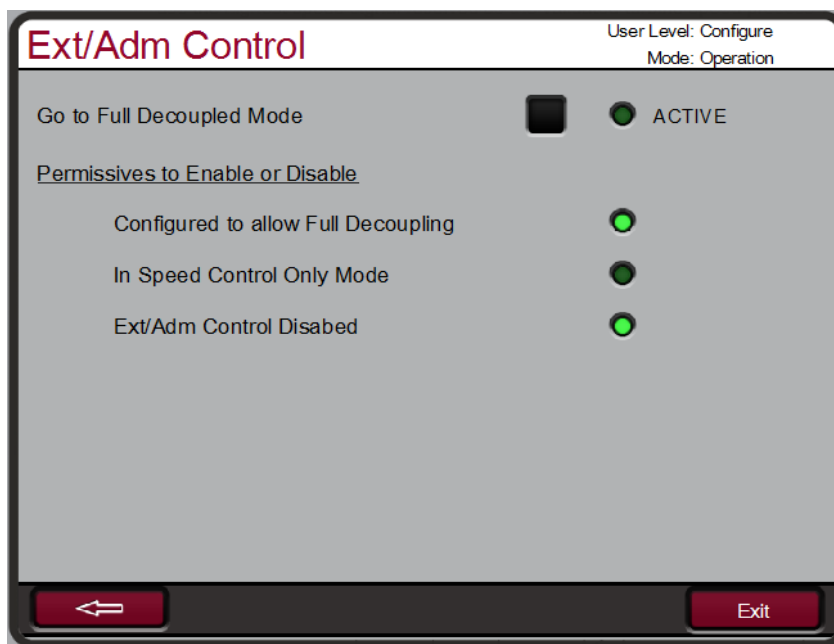 Ext/Adm Control
User Level: Configure
Mode: Operation
Go to Full Decoupled Mode
ACTIVE
Permissives to Enable or Disable
Configured to allow Full Decoupling
In Speed Control Only Mode
Ext/Adm Control Disabed
Exit